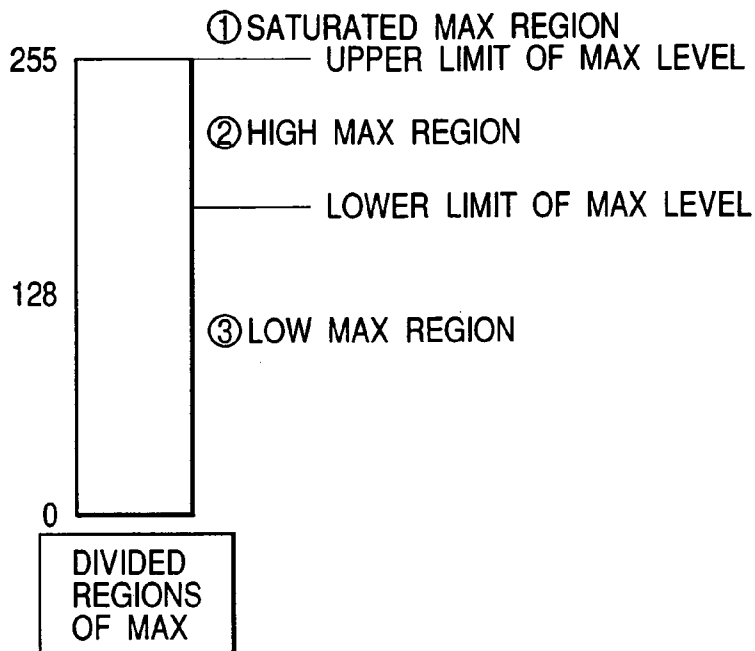 ①SATURATED MAX REGION
255
UPPER LIMIT OF MAX LEVEL
②HIGH MAX REGION
LOWER LIMIT OF MAX LEVEL
128
③LOW MAX REGION
0
DIVIDED
REGIONS
OF MAX